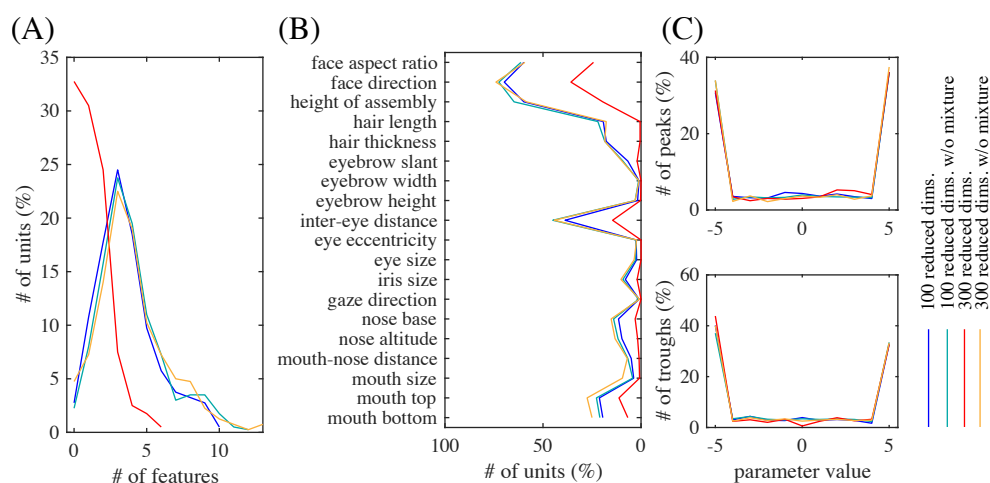 (A)
35
30
25
20
15
10
5
0
0
5
10
# of units (%)
# of features
(B)
face aspect ratio
face direction
height of assembly
hair length
hair thickness
eyebrow slant
eyebrow width
eyebrow height
inter-eye distance
eye eccentricity
eye size
iris size
gaze direction
nose base
nose altitude
mouth-nose distance
mouth size
mouth top
mouth bottom
100
50
0
# of units (%)
(C)
40
20
0
-5
0
5
# of peaks (%)
60
40
20
0
-5
0
5
# of troughs (%)
parameter value
100 reduced dims.
100 reduced dims. w/o mixture
300 reduced dims.
300 reduced dims. w/o mixture